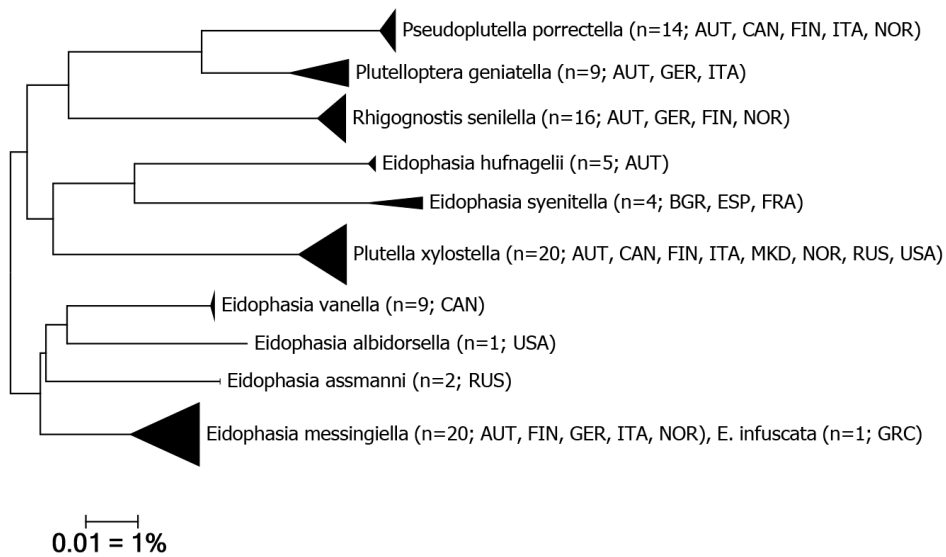 Pseudoplutella porrectella (n=14; AUT, CAN, FIN, ITA, NOR)
Plutelloptera geniatella (n=9; AUT, GER, ITA)
Rhigognostis senilella (n=16; AUT, GER, FIN, NOR)
Eidophasia hufnagelii (n=5; AUT)
Eidophasia syenitella (n=4; BGR, ESP, FRA)
Plutella xylostella (n=20; AUT, CAN, FIN, ITA, MKD, NOR, RUS, USA)
Eidophasia vanella (n=9; CAN)
Eidophasia albidorsella (n=1; USA)
Eidophasia assmanni (n=2; RUS)
Eidophasia messingiella (n=20; AUT, FIN, GER, ITA, NOR), E. infuscata (n=1; GRC)
0.01 = 1%